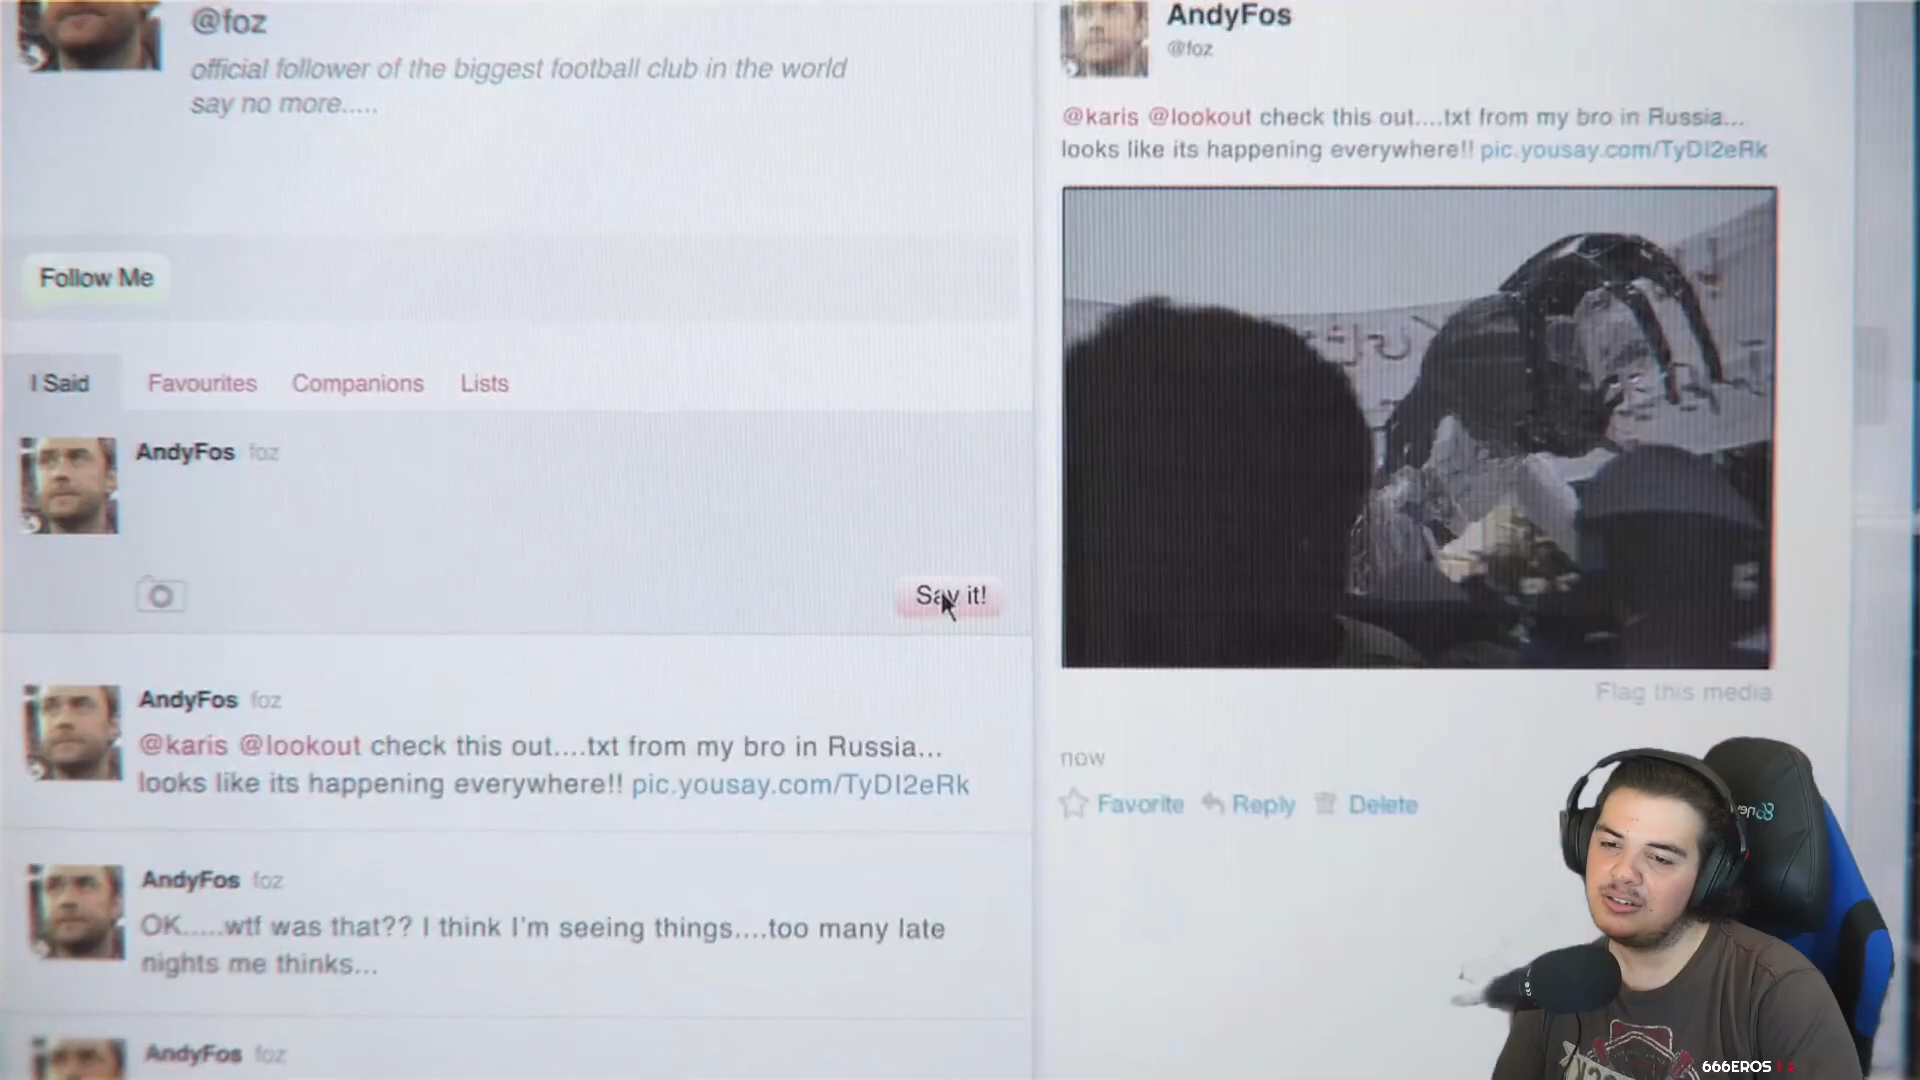 @foz
official follower of the biggest football club in the world
say no more.....
Follow Me
I Said
Favourites
Companions
Lists
AndyFos foz
Say it!
AndyFos foz
@karis @lookout check this out....txt from my bro in Russia...
looks like its happening everywhere!! pic.yousay.com/TyDI2eRk
AndyFos foz
OK.....wtf was that?? I think I'm seeing things....too many late
nights me thinks...
AndyFos foz
AndyFos
@foz
@karis @lookout check this out....txt from my bro in Russia...
looks like its happening everywhere!! pic.yousay.com/TyDI2eRk
Flag this media
now
Favorite
Reply
Delete
666EROS